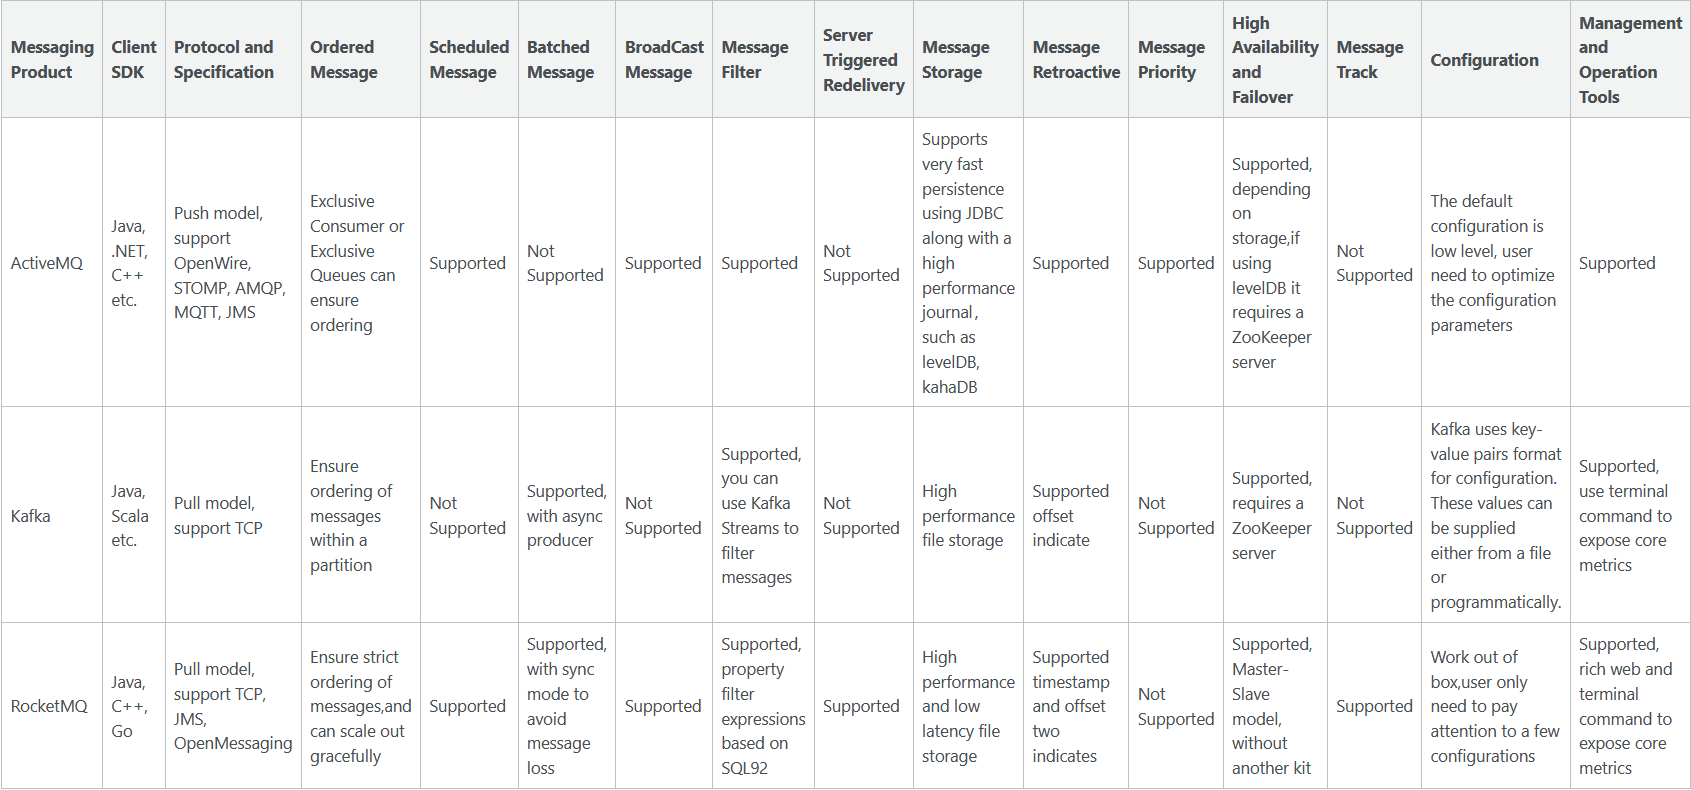 Messaging
Product
Client
SDK
Protocol and
Specification
Ordered
Message
Scheduled
Message
Batched
Message
BroadCast
Message
Message
Filter
Server
Triggered
Redelivery
Message
Storage
Message
Retroactive
Message
Priority
High
Availability
and
Failover
Message
Track
Configuration
Management
and
Operation
Tools
ActiveMQ
Java,
.NET,
C++
etc.
Push model,
support
OpenWire,
STOMP, AMQP,
MQTT, JMS
Exclusive
Consumer or
Exclusive
Queues can
ensure
ordering
Supported
Not
Supported
Supported
Supported
Not
Supported
Supports
very fast
persistence
using JDBC
along with a
high
performance
journal，
such as
levelDB,
kahaDB
Supported
Supported
Supported,
depending
on
storage,if
using
levelDB it
requires a
ZooKeeper
server
Not
Supported
The default
configuration is
low level, user
need to optimize
the configuration
parameters
Supported
Kafka
Java,
Scala
etc.
Pull model,
support TCP
Ensure
ordering of
messages
within a
partition
Not
Supported
Supported,
with async
producer
Not
Supported
Supported,
you can
use Kafka
Streams to
filter
messages
Not
Supported
High
performance
file storage
Supported
offset
indicate
Not
Supported
Supported,
requires a
ZooKeeper
server
Not
Supported
Kafka uses key-
value pairs format
for configuration.
These values can
be supplied
either from a file
or
programmatically.
Supported,
use terminal
command to
expose core
metrics
RocketMQ
Java,
C++,
Go
Pull model,
support TCP,
JMS,
OpenMessaging
Ensure strict
ordering of
messages,and
can scale out
gracefully
Supported
Supported,
with sync
mode to
avoid
message
loss
Supported
Supported,
property
filter
expressions
based on
SQL92
Supported
High
performance
and low
latency file
storage
Supported
timestamp
and offset
two
indicates
Not
Supported
Supported,
Master-
Slave
model,
without
another kit
Supported
Work out of
box,user only
need to pay
attention to a few
configurations
Supported,
rich web and
terminal
command to
expose core
metrics